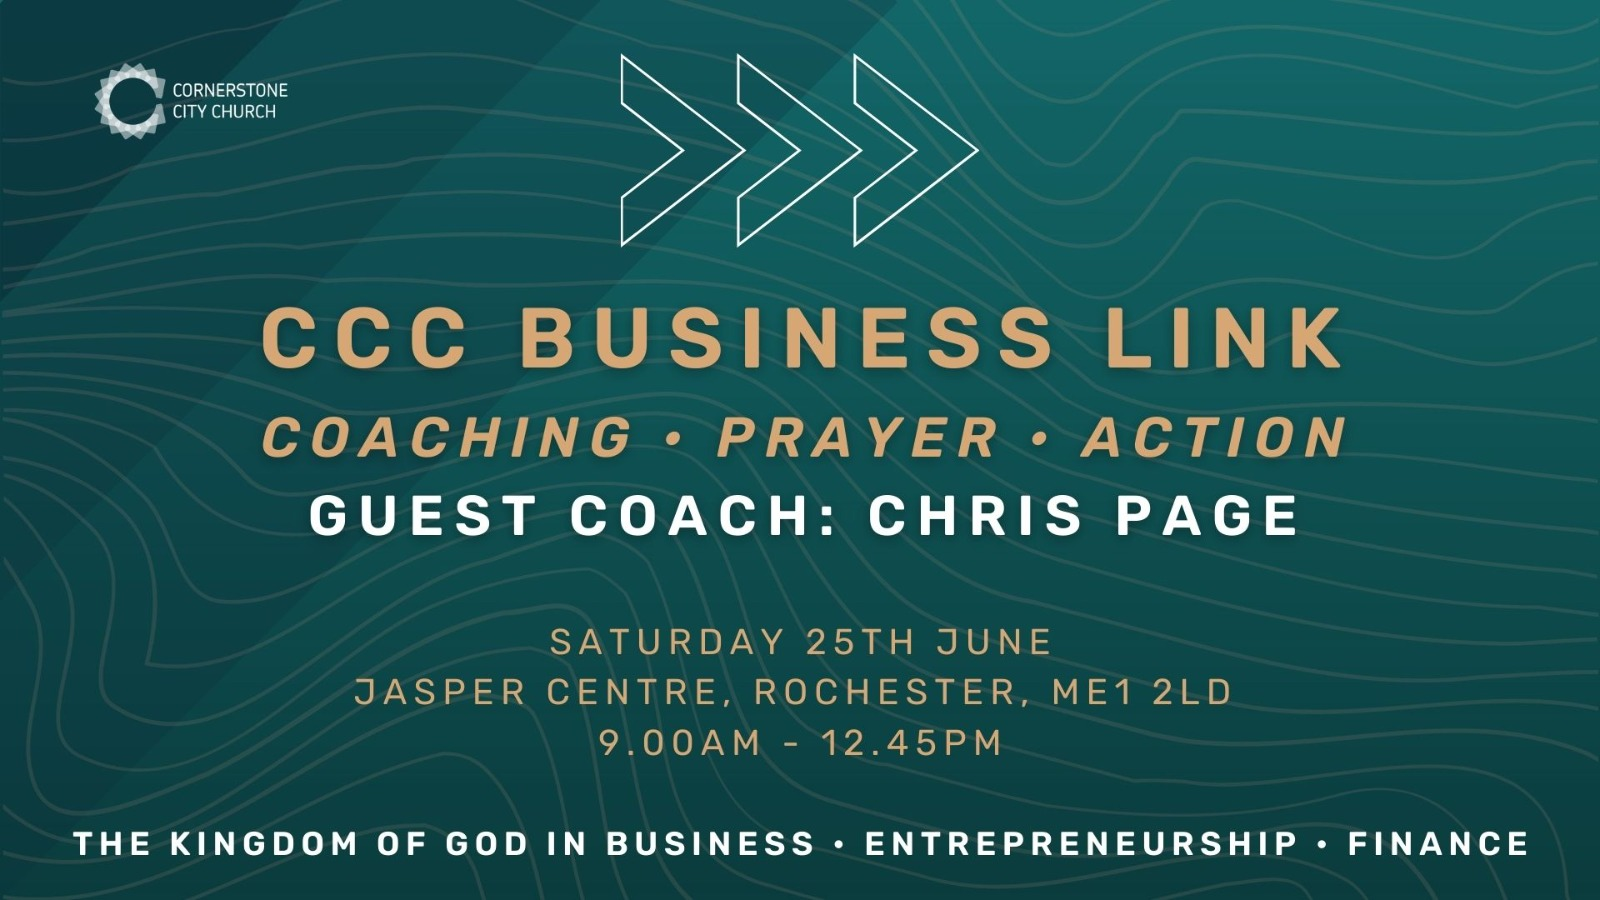 CORNERSTONE
CITY CHURCH
CCC BUSINESS LINK
COACHING • PRAYER • ACTION
GUEST COACH: CHRIS PAGE
SATURDAY 25TH JUNE
JASPER CENTRE, ROCHESTER, ME1 2LD
9.00AM - 12.45PM
THE KINGDOM OF GOD IN BUSINESS • ENTREPRENEURSHIP • FINANCE